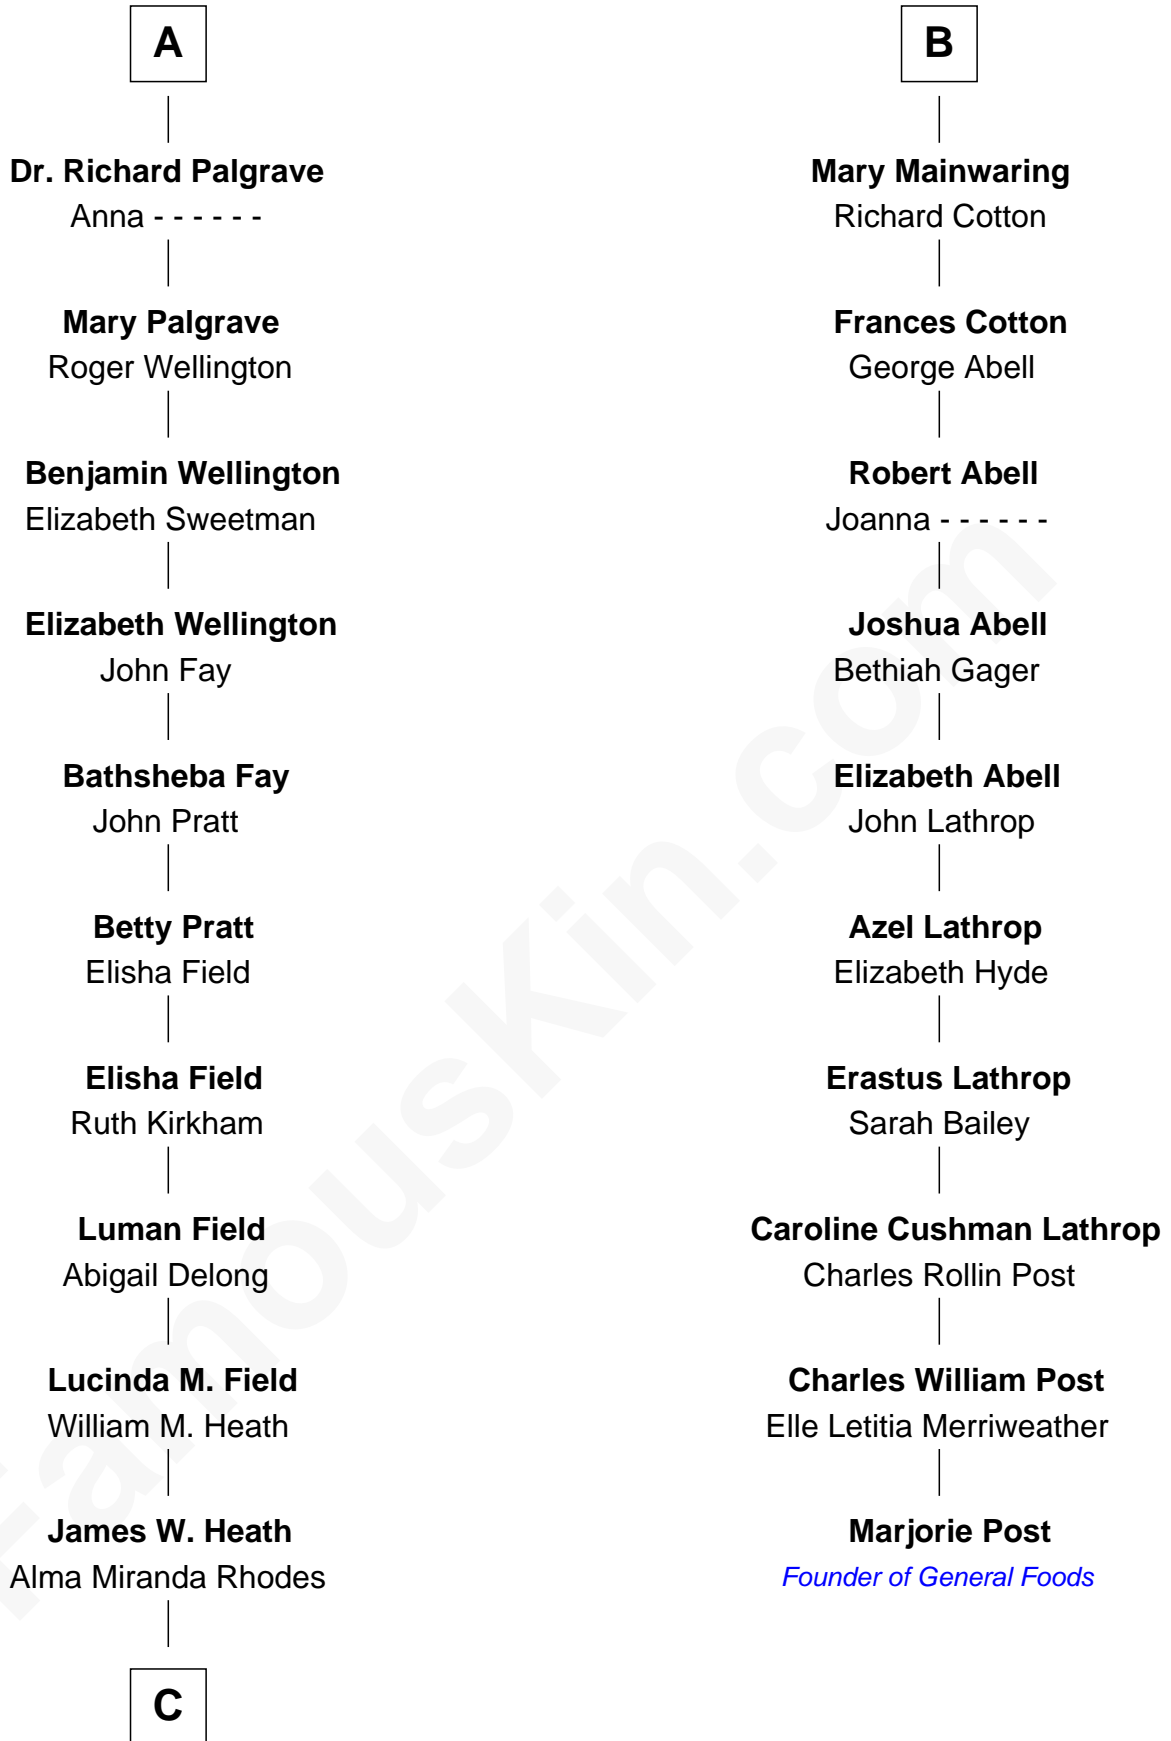 A
Dr. Richard Palgrave
Anna - - - - - -
Mary Palgrave
Roger Wellington
Benjamin Wellington
Elizabeth Sweetman
Elizabeth Wellington
John Fay
Bathsheba Fay
John Pratt
Betty Pratt
Elisha Field
Elisha Field
Ruth Kirkham
Luman Field
Abigail Delong
Lucinda M. Field
William M. Heath
James W. Heath
Alma Miranda Rhodes
C
B
Mary Mainwaring
Richard Cotton
Frances Cotton
George Abell
Robert Abell
Joanna - - - - - -
Joshua Abell
Bethiah Gager
Elizabeth Abell
John Lathrop
Azel Lathrop
Elizabeth Hyde
Erastus Lathrop
Sarah Bailey
Caroline Cushman Lathrop
Charles Rollin Post
Charles William Post
Elle Letitia Merriweather
Marjorie Post
Founder of General Foods
FamousKin.com